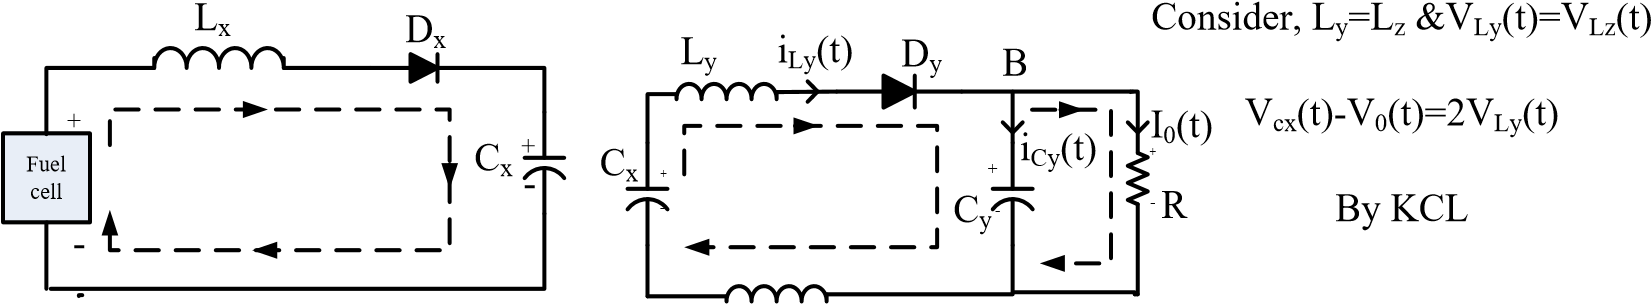 Lx
Dx
+
Fuel
cell
-
Cx
+
-
Ly
iLy(t)
Dy
B
Cx
+
-
iCy(t)
+
Cy
-
I0(t)
+
R
-
Consider, Ly=Lz &VLy(t)=VLz(t)
Vcx(t)-V0(t)=2VLy(t)
By KCL